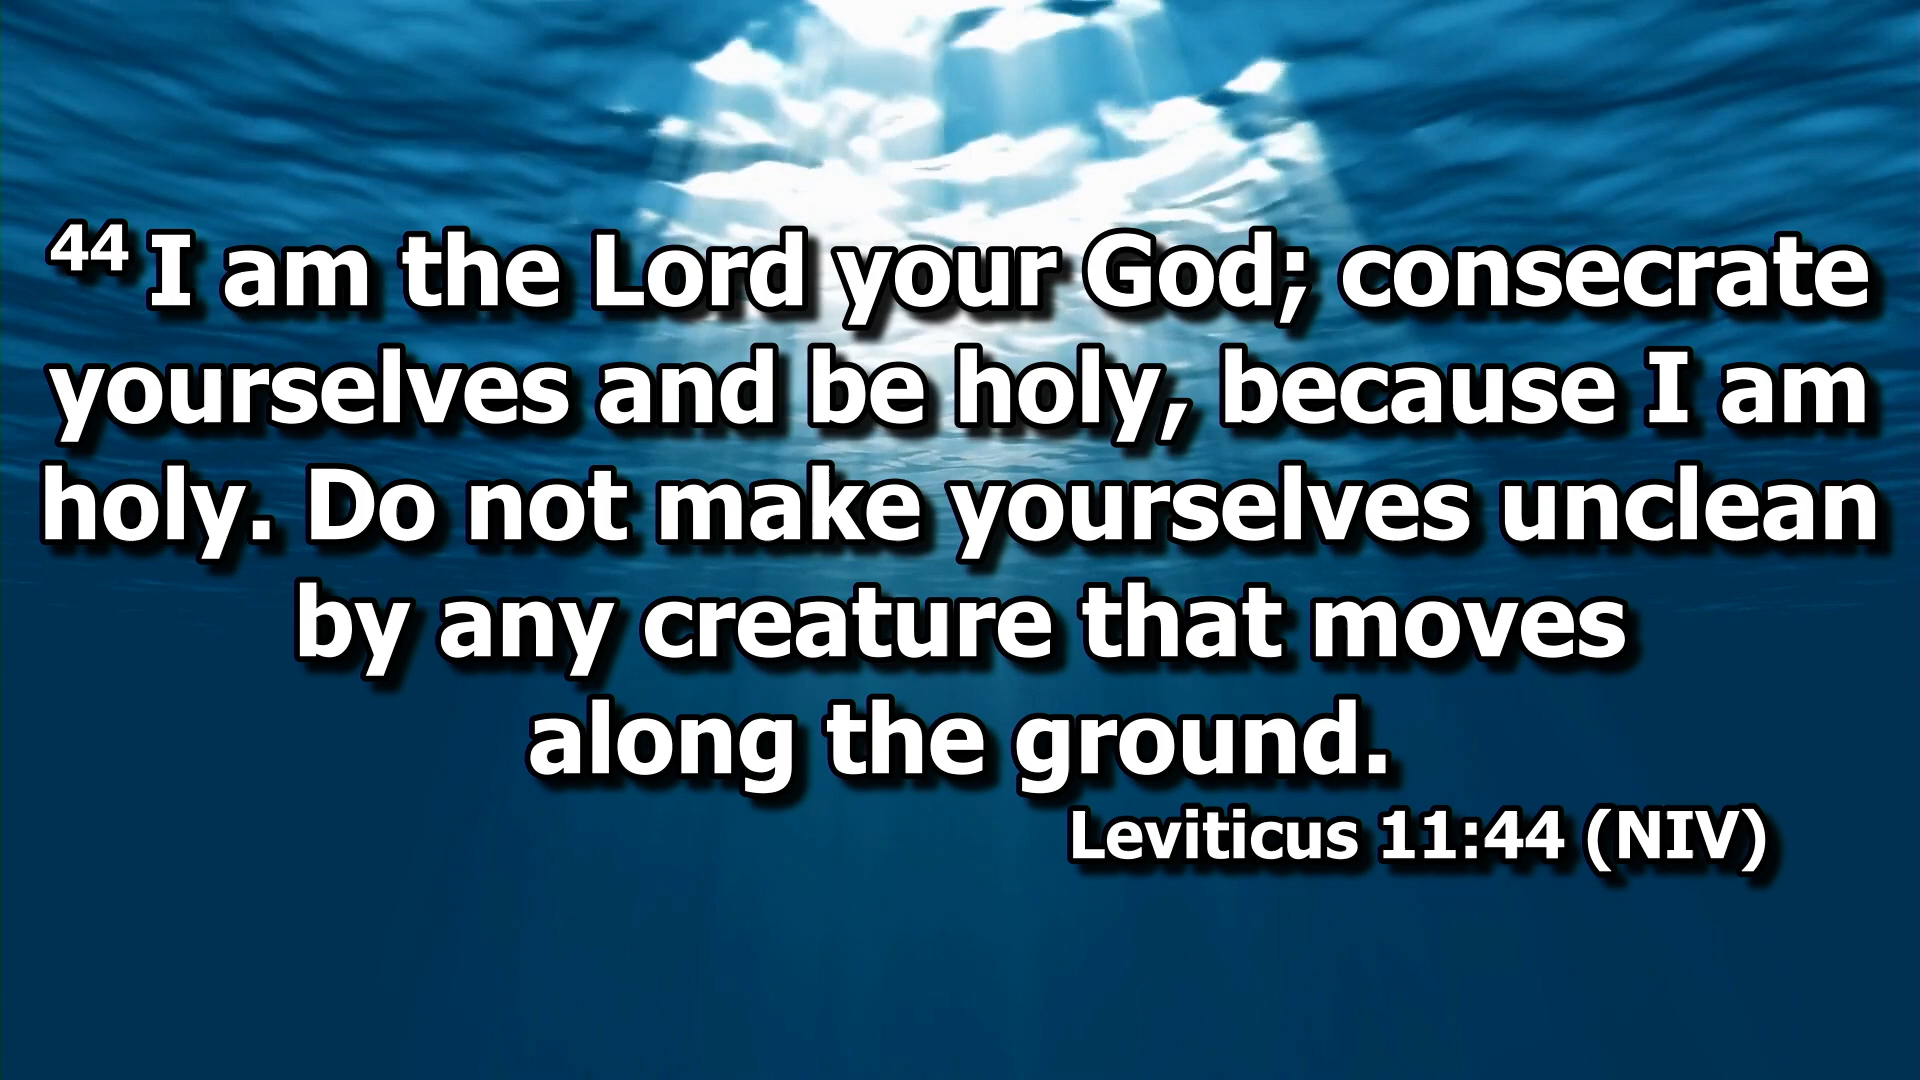 44 I am the Lord your God; consecrate
yourselves and be holy, because I am
holy. Do not make yourselves unclean
by any creature that moves
along the ground.
Leviticus 11:44 (NIV)